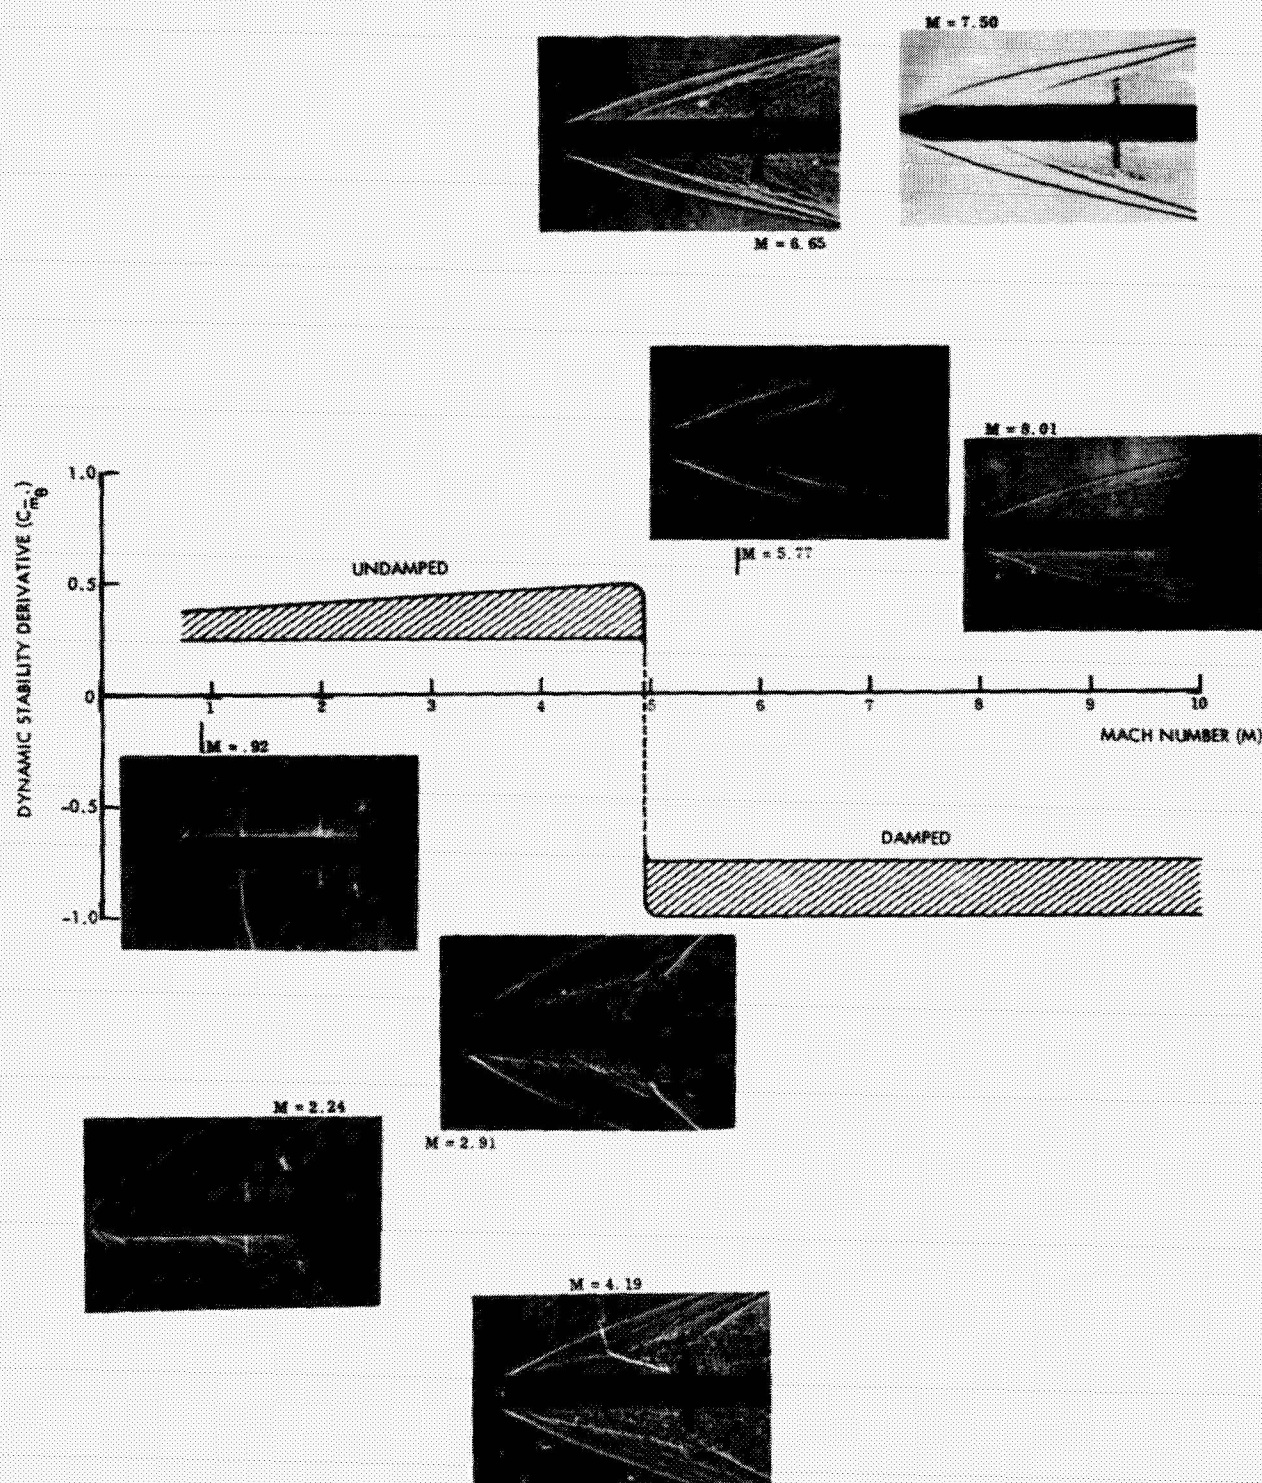 M = 7.50
M = 6.65
M = 8.01
1.0
M = 5.77
UNDAMPED
0.5
DYNAMIC STABILITY DERIVATIVE (Cm̄θ̇)
0
1
2
3
4
5
6
7
8
9
10
MACH NUMBER (M)
M = .92
-0.5
DAMPED
-1.0
M = 2.24
M = 2.91
M = 4.19